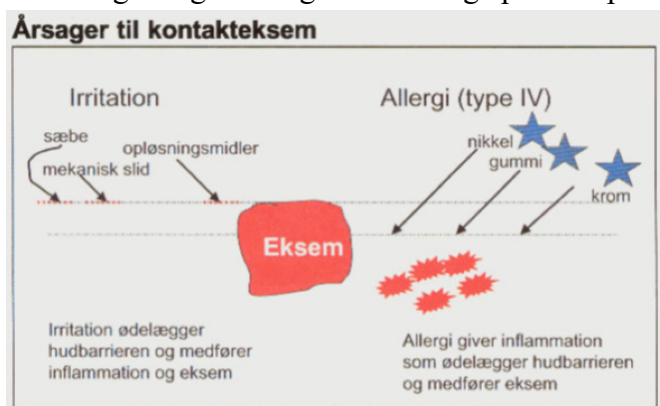 Årsager til kontakteksem
Irritation
Allergi (type IV)
sæbe
opløsningsmidler
mekanisk slid
nikkel
gummi
krom
Eksem
Irritation ødelægger
hudbarrieren og medfører
inflammation og eksem
Allergi giver inflammation
som ødelægger hudbarrieren
og medfører eksem